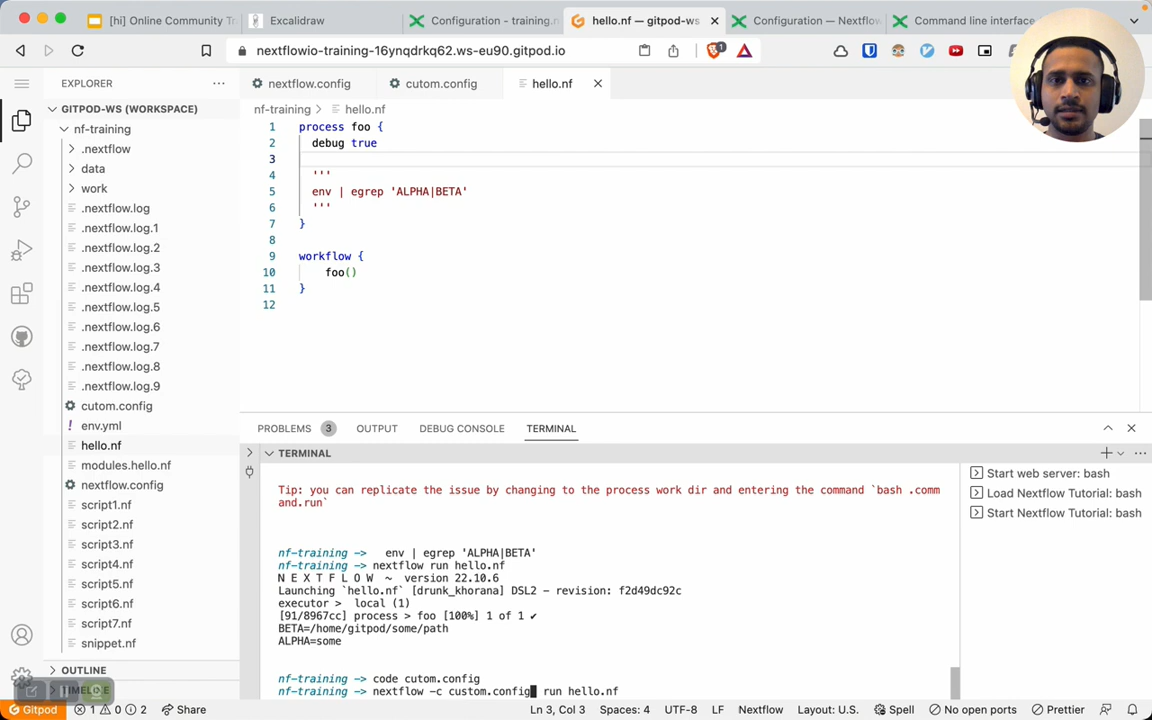 [hi] Online Community Tr
Excalidraw
Configuration - training.n
hello.nf — gitpod-ws
Configuration — Nextflow
Command line interface
nextflowio-training-16ynqdrkq62.ws-eu90.gitpod.io
1
EXPLORER
nextflow.config
cutom.config
hello.nf
GITPOD-WS (WORKSPACE)
nf-training
.nextflow
data
work
.nextflow.log
.nextflow.log.1
.nextflow.log.2
.nextflow.log.3
.nextflow.log.4
.nextflow.log.5
.nextflow.log.6
.nextflow.log.7
.nextflow.log.8
.nextflow.log.9
cutom.config
! env.yml
hello.nf
modules.hello.nf
nextflow.config
script1.nf
script2.nf
script3.nf
script4.nf
script5.nf
script6.nf
script7.nf
snippet.nf
OUTLINE
nf-training > hello.nf
1 process foo {
2 debug true
3
4 '''
5 env | egrep 'ALPHA|BETA'
6 '''
7 }
8
9 workflow {
10 foo()
11 }
12
PROBLEMS 3 OUTPUT DEBUG CONSOLE TERMINAL
TERMINAL
Tip: you can replicate the issue by changing to the process work dir and entering the command `bash .comm
and.run`
nf-training -> env | egrep 'ALPHA|BETA'
nf-training -> nextflow run hello.nf
N E X T F L O W ~ version 22.10.6
Launching `hello.nf` [drunk_khorana] DSL2 - revision: f2d49dc92c
executor > local (1)
[91/8967cc] process > foo [100%] 1 of 1 ✔
BETA=/home/gitpod/some/path
ALPHA=some
nf-training -> code cutom.config
nf-training -> nextflow -c custom.config run hello.nf
Start web server: bash
Load Nextflow Tutorial: bash
Start Nextflow Tutorial: bash
Gitpod 1 0 2 Share
Ln 3, Col 3 Spaces: 4 UTF-8 LF Nextflow Layout: U.S. Spell No open ports Prettier